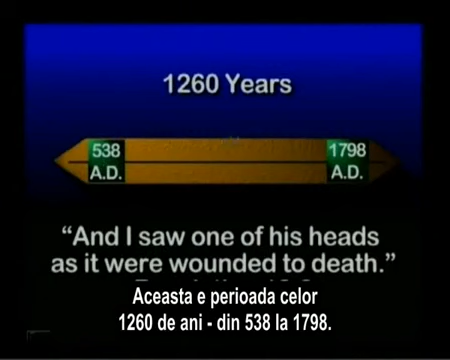 1260 Years
538
A.D.
1798
A.D.
“And I saw one of his heads
as it were wounded to death.”
Aceasta e perioada celor
1260 de ani - din 538 la 1798.